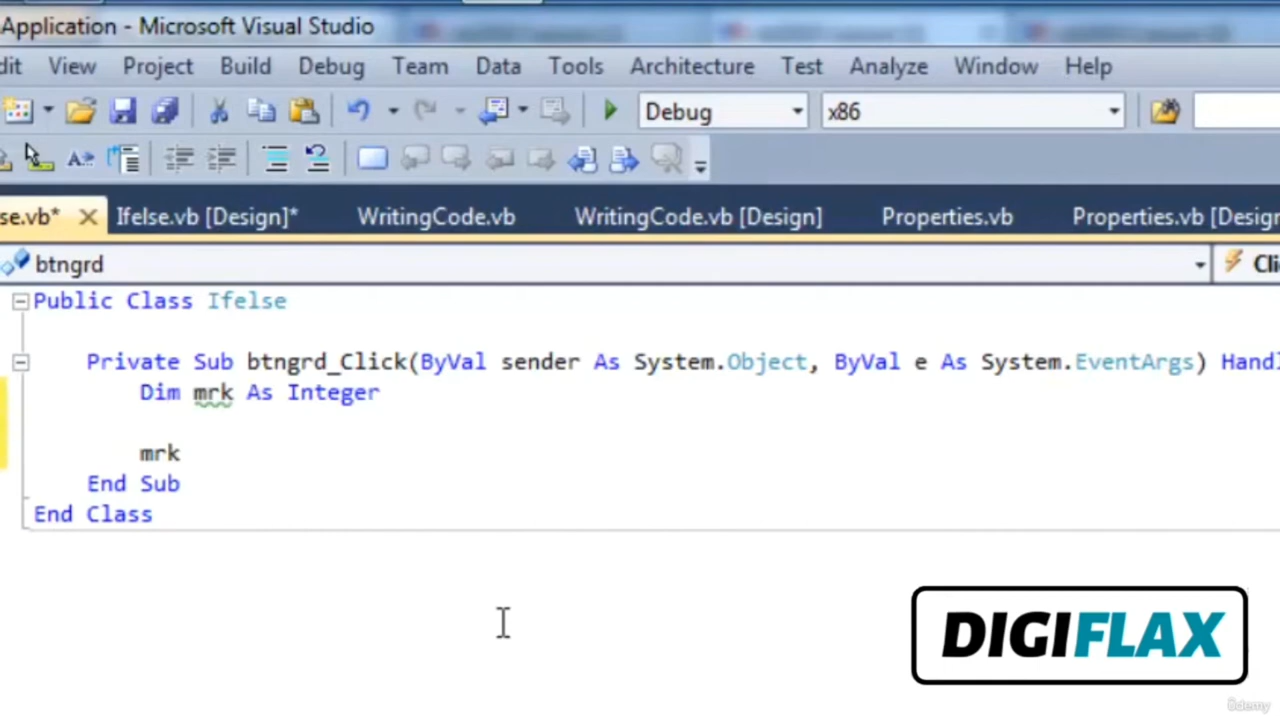 Application - Microsoft Visual Studio
dit View Project Build Debug Team Data Tools Architecture Test Analyze Window Help
Debug x86
se.vb* Ifelse.vb [Design]* WritingCode.vb WritingCode.vb [Design] Properties.vb Properties.vb [Design
btngrd Cli
Public Class Ifelse
Private Sub btngrd_Click(ByVal sender As System.Object, ByVal e As System.EventArgs) Handl
Dim mrk As Integer
mrk
End Sub
End Class
DIGIFLAX
ûdemy